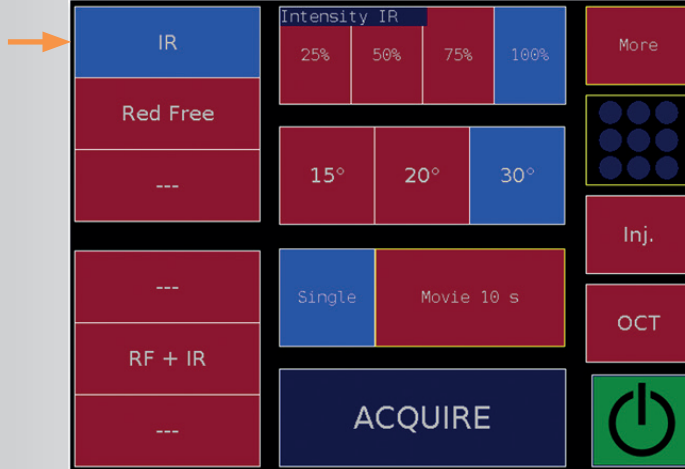 IR
Red Free
---
---
RF + IR
---
Intensity IR
25% 50% 75% 100%
15° 20° 30°
Single Movie 10 s
ACQUIRE
More
Inj.
OCT